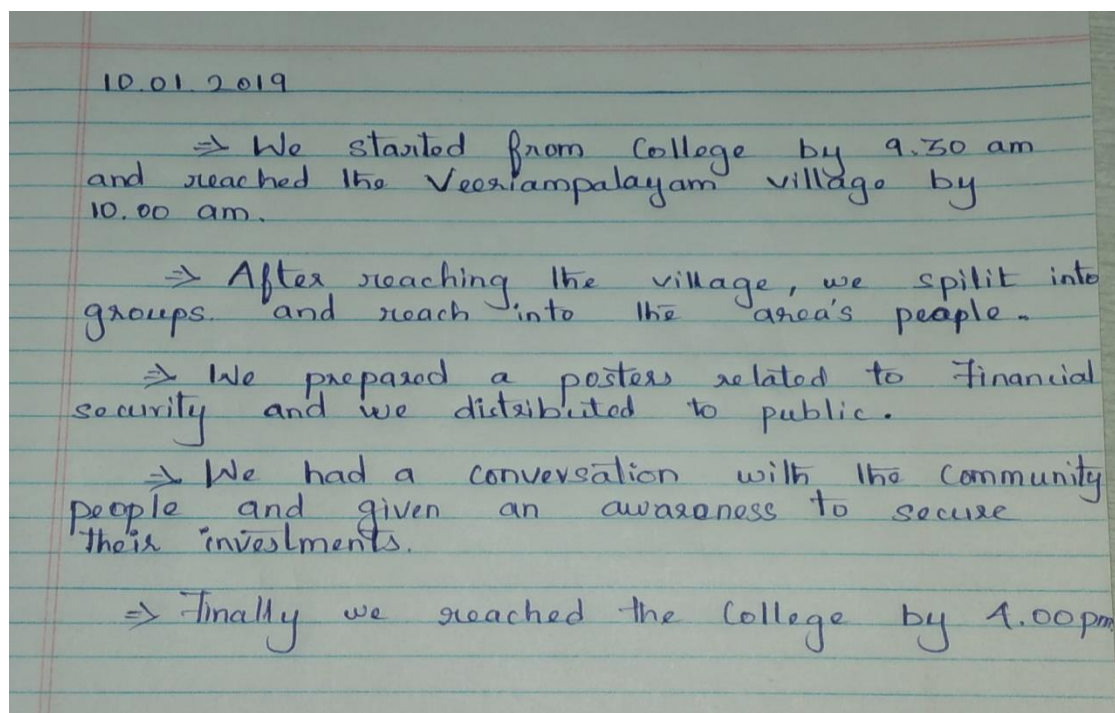 10.01.2019
⇒ We started from College by 9.30 am
and reached the Veeriampalayam village by
10.00 am.
⇒ After reaching the village, we spilit into
groups. and reach into the area's people.
⇒ We prepared a posters related to Financial
security and we distributed to public.
⇒ We had a conversation with the Community
people and given an awareness to secure
their investments.
⇒ Finally we reached the College by 4.00 pm